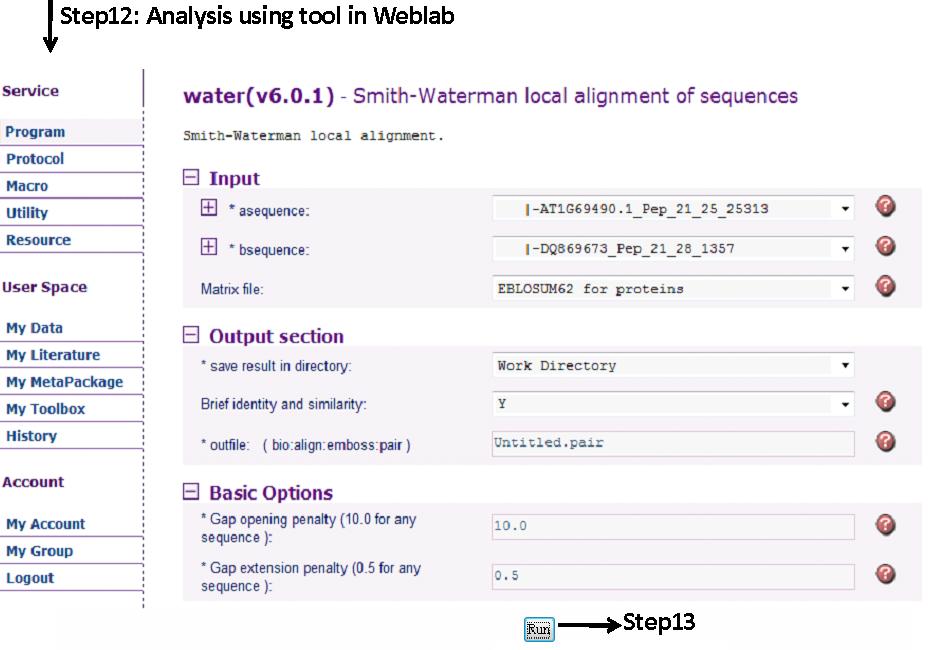 Step12: Analysis using tool in Weblab
Service
Program
Protocol
Macro
Utility
Resource
User Space
My Data
My Literature
My MetaPackage
My Toolbox
History
Account
My Account
My Group
Logout
water(v6.0.1) - Smith-Waterman local alignment of sequences
Smith-Waterman local alignment.
Input
* asequence: |-AT1G69490.1_Pep_21_25_25313
* bsequence: |-DQ869673_Pep_21_28_1357
Matrix file: EBLOSUM62 for proteins
Output section
* save result in directory: Work Directory
Brief identity and similarity: Y
* outfile: ( bio:align:emboss:pair ) Untitled.pair
Basic Options
* Gap opening penalty (10.0 for any
sequence ): 10.0
* Gap extension penalty (0.5 for any
sequence ): 0.5
Run Step13